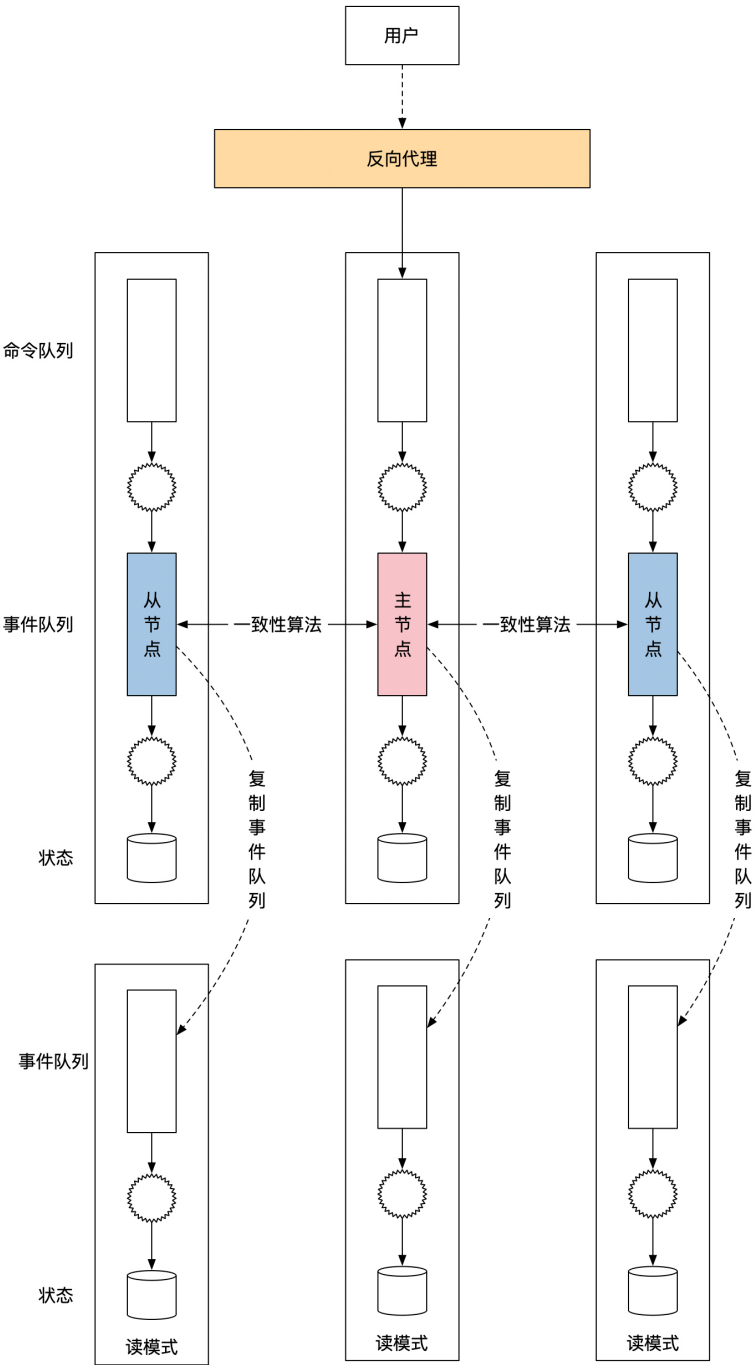 用户
反向代理
命令队列
事件队列
从节点
一致性算法
主节点
一致性算法
从节点
复制事件队列
复制事件队列
复制事件队列
状态
事件队列
状态
读模式
读模式
读模式